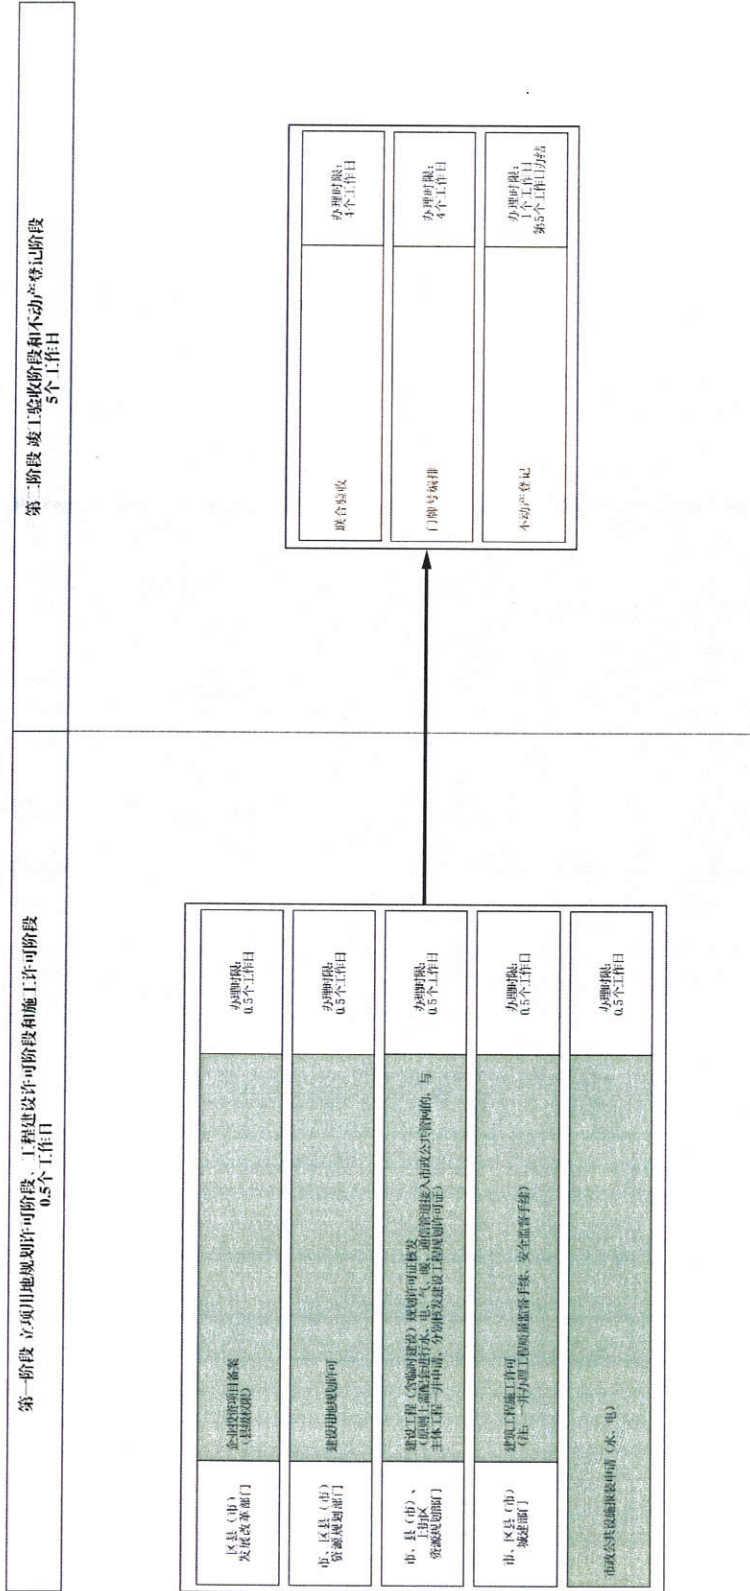 第一阶段 立项用地规划许可阶段、工程建设许可阶段和施工许可阶段
0.5个工作日
区县（市）
发展改革部门
企业投资项目备案
（县级权限）
办理时限：
0.5个工作日
市、区县（市）
资源规划部门
建设用地规划许可
办理时限：
0.5个工作日
市、县（市）、
上街区
资源规划部门
建设工程（含临时建设）规划许可证核发
（原则上需配套进行水、电、气、暖、通信管道接入市政公共管网的，与
主体工程一并申请、分别核发建设工程规划许可证）
办理时限：
0.5个工作日
市、区县（市）
城建部门
建筑工程施工许可
（注：一并办理工程质量监督手续、安全监督手续）
办理时限：
0.5个工作日
市政公共设施报装申请（水、电）
办理时限：
0.5个工作日
第二阶段 竣工验收阶段和不动产登记阶段
5个工作日
联合验收
办理时限：
4个工作日
门牌号编排
办理时限：
4个工作日
不动产登记
办理时限：
1个工作日
第5个工作日办结